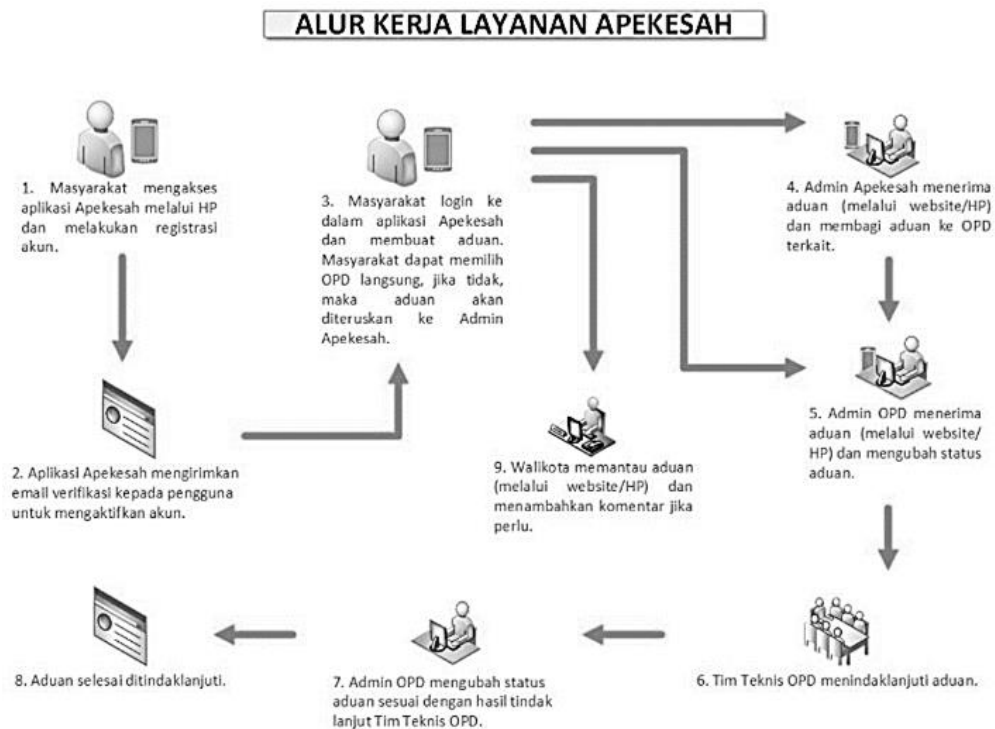 ALUR KERJA LAYANAN APEKESAH
1. Masyarakat mengakses
aplikasi Apekesah melalui HP
dan melakukan registrasi
akun.
2. Aplikasi Apekesah mengirimkan
email verifikasi kepada pengguna
untuk mengaktifkan akun.
3. Masyarakat login ke
dalam aplikasi Apekesah
dan membuat aduan.
Masyarakat dapat memilih
OPD langsung, jika tidak,
maka aduan akan
diteruskan ke Admin
Apekesah.
4. Admin Apekesah menerima
aduan (melalui website/HP)
dan membagi aduan ke OPD
terkait.
5. Admin OPD menerima
aduan (melalui website/
HP) dan mengubah status
aduan.
6. Tim Teknis OPD menindaklanjuti aduan.
7. Admin OPD mengubah status
aduan sesuai dengan hasil tindak
lanjut Tim Teknis OPD.
8. Aduan selesai ditindaklanjuti.
9. Walikota memantau aduan
(melalui website/HP) dan
menambahkan komentar jika
perlu.